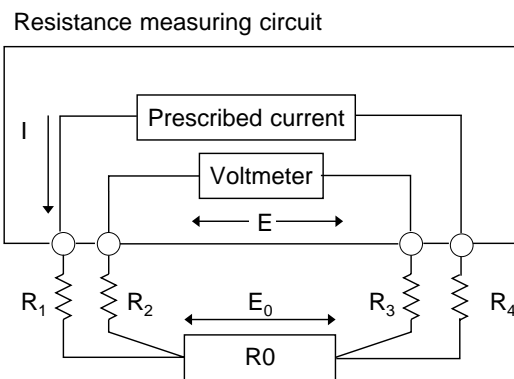 Resistance measuring circuit
Prescribed current
I
Voltmeter
E
R₁
R₂
E₀
R₃
R₄
R0